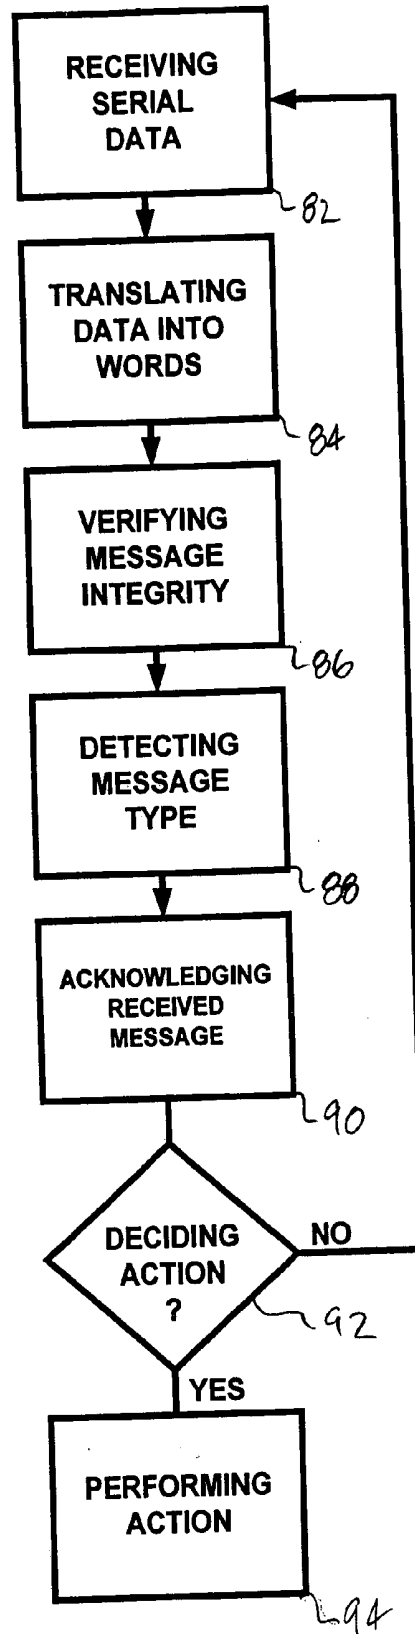 RECEIVING
SERIAL
DATA
82
TRANSLATING
DATA INTO
WORDS
84
VERIFYING
MESSAGE
INTEGRITY
86
DETECTING
MESSAGE
TYPE
88
ACKNOWLEDGING
RECEIVED
MESSAGE
90
DECIDING
ACTION
?
NO
92
YES
PERFORMING
ACTION
94